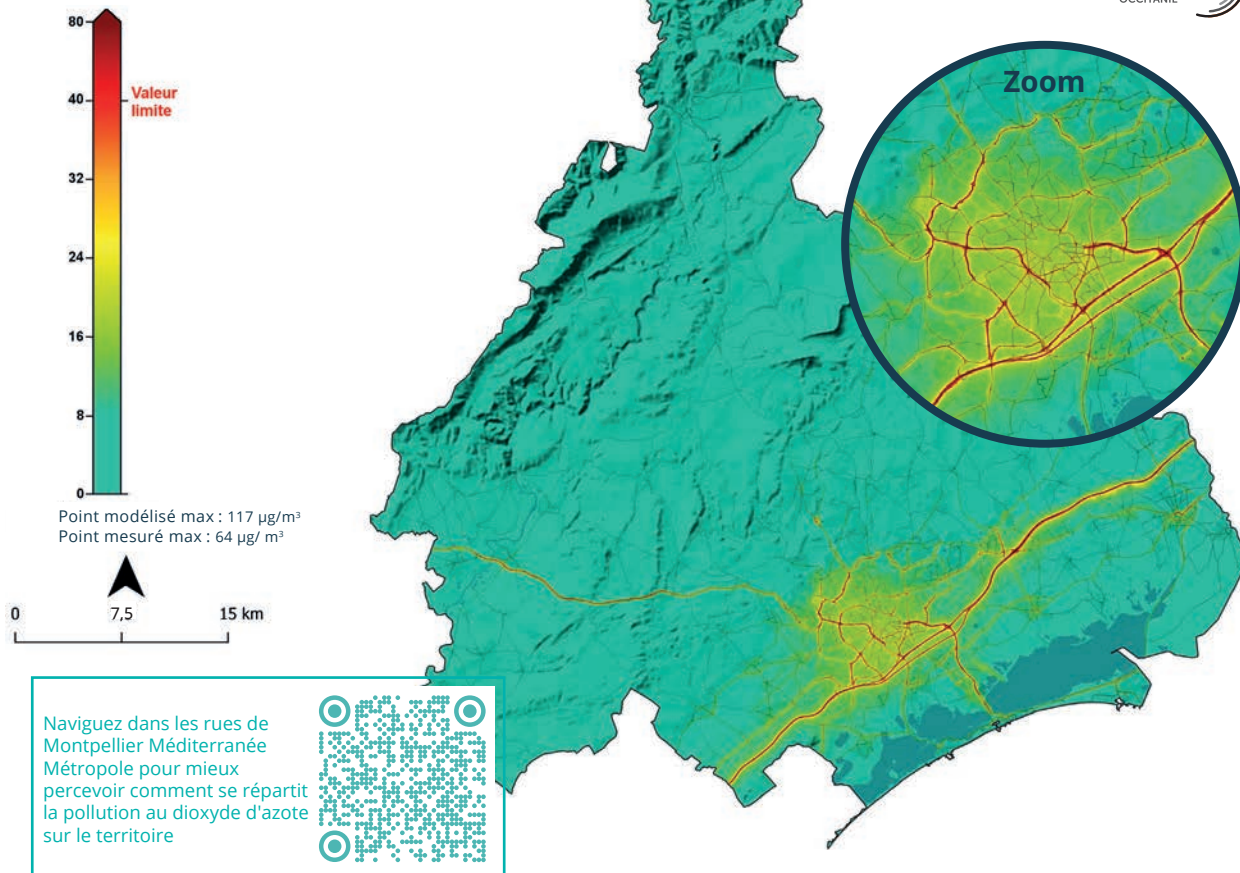 OCCITANIE
80
40
Valeur
limite
32
24
16
8
0
Zoom
Point modélisé max : 117 µg/m³
Point mesuré max : 64 µg/ m³
0 7,5 15 km
Naviguez dans les rues de
Montpellier Méditerranée
Métropole pour mieux
percevoir comment se répartit
la pollution au dioxyde d'azote
sur le territoire